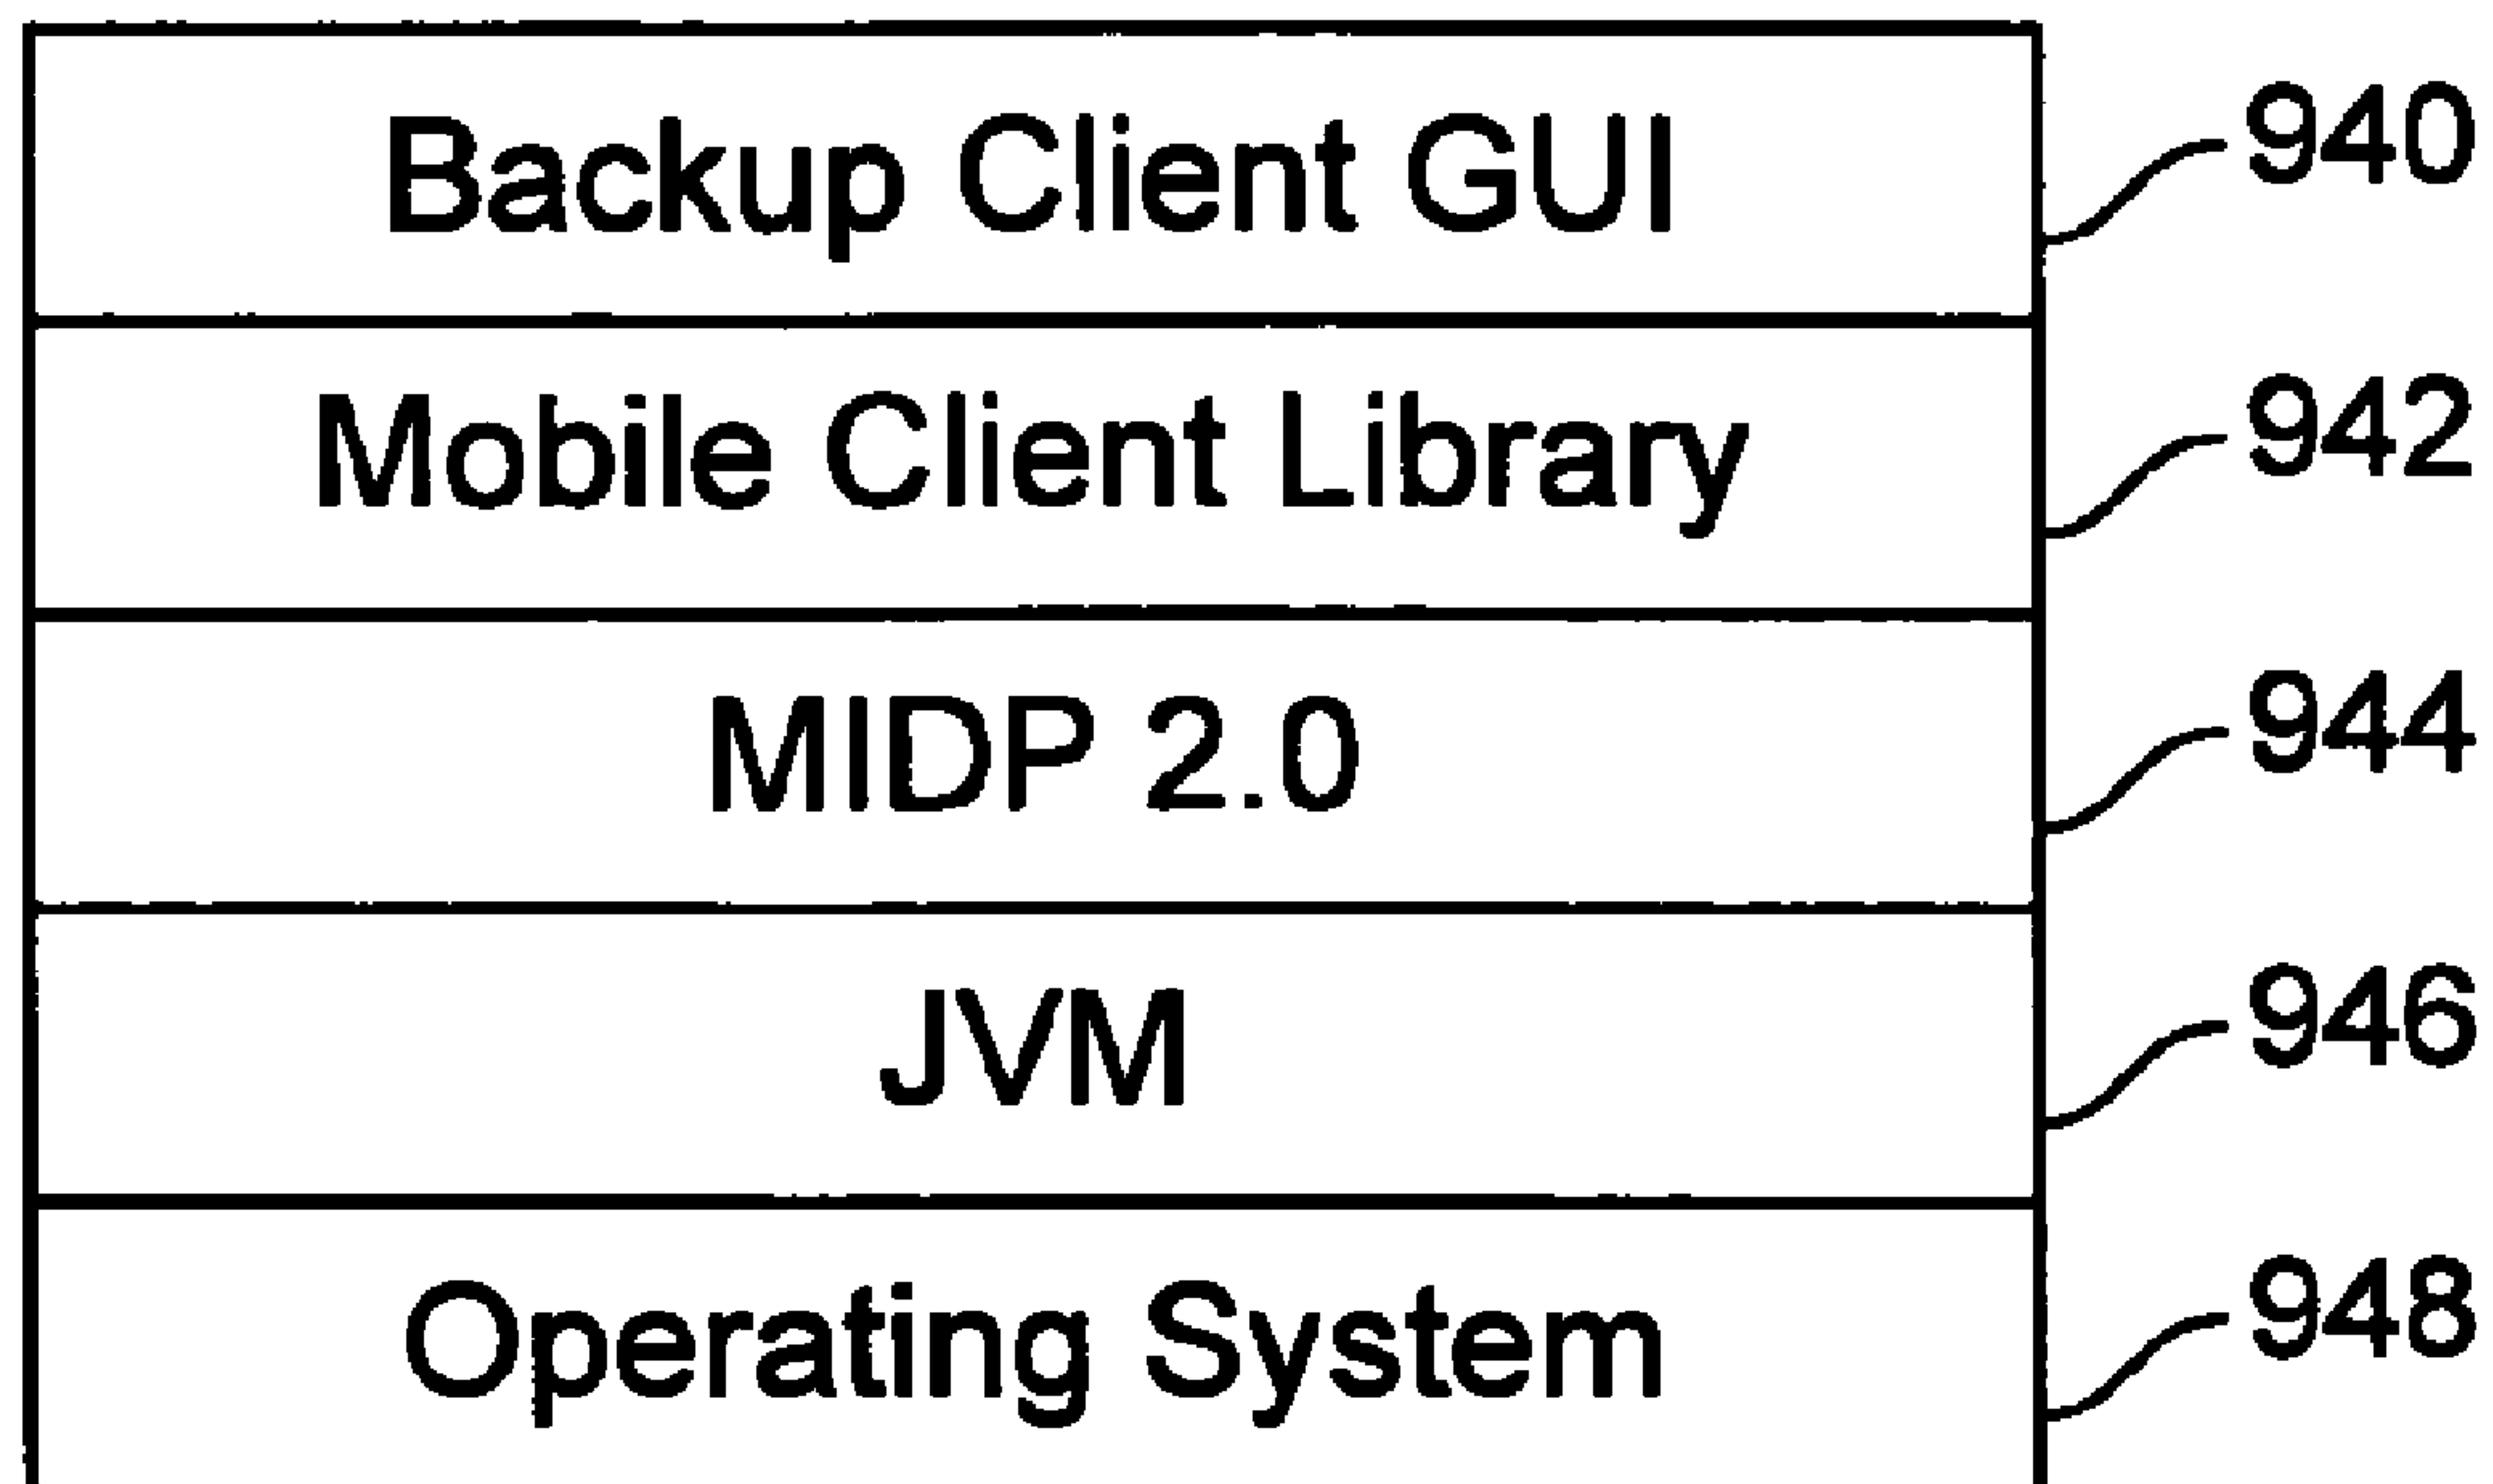 Backup Client GUI 940
Mobile Client Library 942
MIDP 2.0 944
JVM 946
Operating System 948